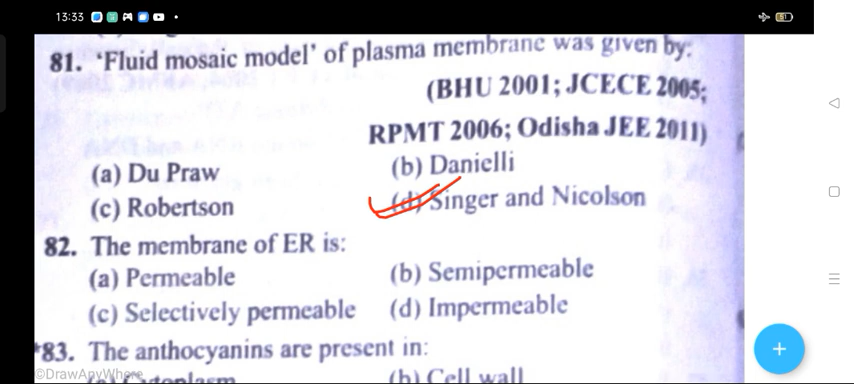 13:33
81. 'Fluid mosaic model' of plasma membrane was given by:
(BHU 2001; JCECE 2005;
RPMT 2006; Odisha JEE 2011)
(a) Du Praw (b) Danielli
(c) Robertson (d) Singer and Nicolson
82. The membrane of ER is:
(a) Permeable (b) Semipermeable
(c) Selectively permeable (d) Impermeable
*83. The anthocyanins are present in:
©DrawAnyWhere
(b) Cell wall